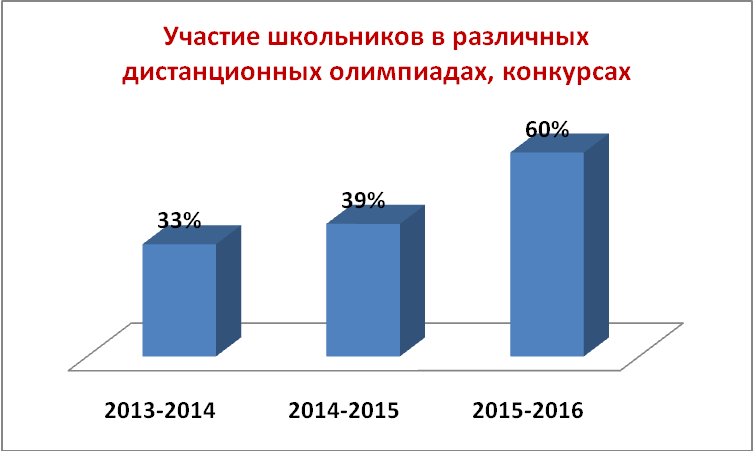 Участие школьников в различных
дистанционных олимпиадах, конкурсах
60%
39%
33%
2013-2014 2014-2015 2015-2016